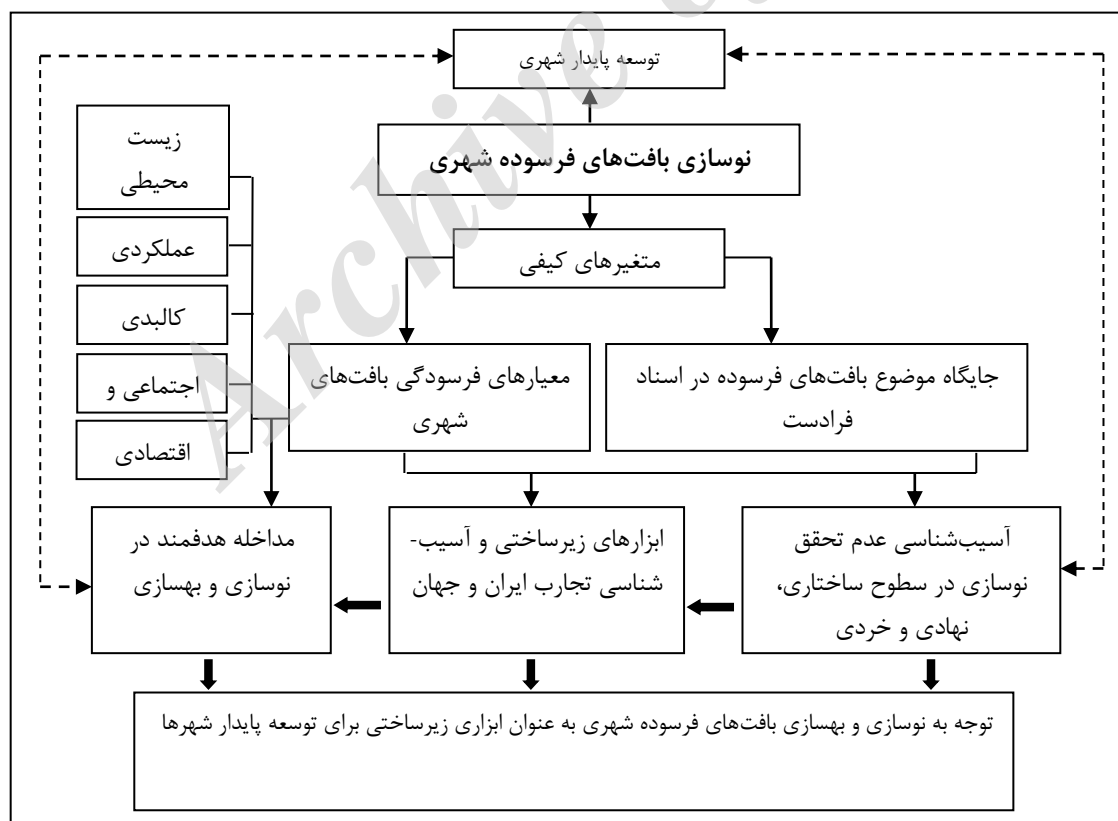 توسعه پایدار شهری
نوسازی بافت‌های فرسوده شهری
متغیرهای کیفی
زیست
محیطی
عملکردی
کالبدی
اجتماعی و
اقتصادی
جایگاه موضوع بافت‌های فرسوده در اسناد
فرادست
معیارهای فرسودگی بافت‌های
شهری
آسیب‌شناسی عدم تحقق
نوسازی در سطوح ساختاری،
نهادی و خردی
ابزارهای زیرساختی و آسیب-
شناسی تجارب ایران و جهان
مداخله هدفمند در
نوسازی و بهسازی
توجه به نوسازی و بهسازی بافت‌های فرسوده شهری به عنوان ابزاری زیرساختی برای توسعه پایدار شهرها
Archive